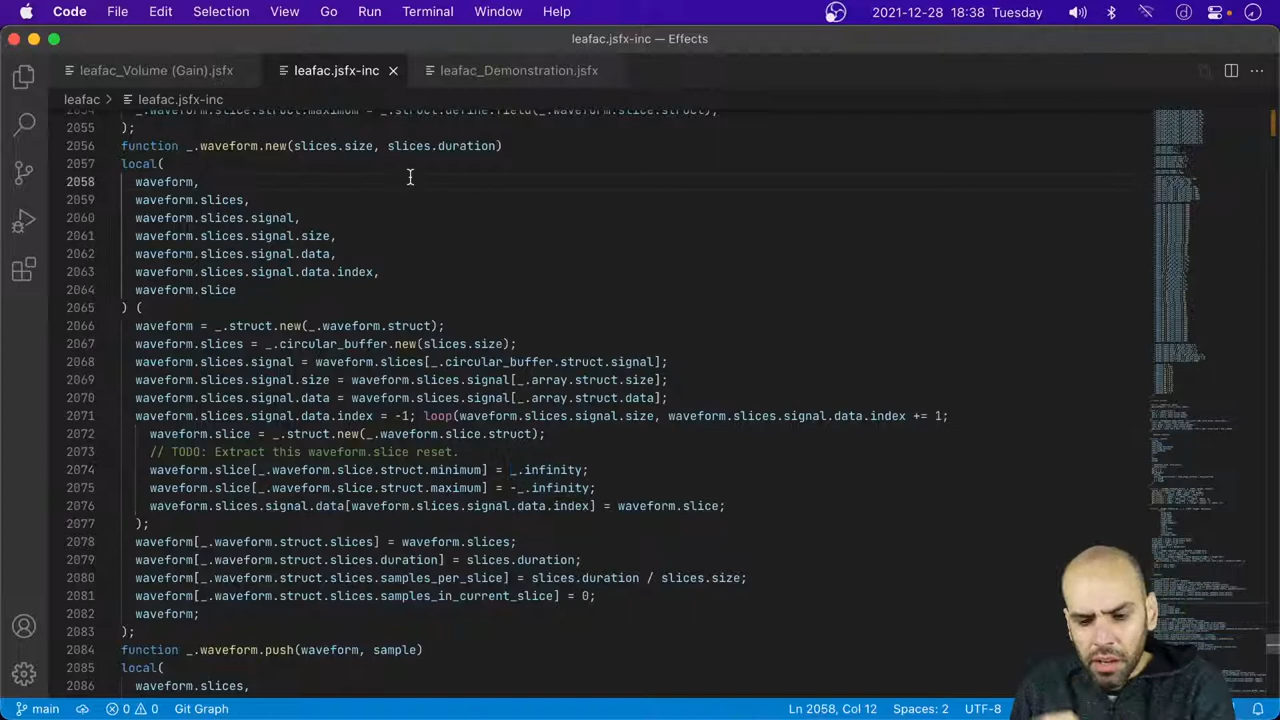 Code File Edit Selection View Go Run Terminal Window Help 2021-12-28 18:38 Tuesday
leafac.jsfx-inc — Effects
leafac_Volume (Gain).jsfx leafac.jsfx-inc leafac_Demonstration.jsfx
leafac > leafac.jsfx-inc
2054 _.waveform.slice.struct.maximum = _.struct.define.field(_.waveform.slice.struct);
2055 );
2056 function _.waveform.new(slices.size, slices.duration)
2057 local(
2058 waveform,
2059 waveform.slices,
2060 waveform.slices.signal,
2061 waveform.slices.signal.size,
2062 waveform.slices.signal.data,
2063 waveform.slices.signal.data.index,
2064 waveform.slice
2065 ) (
2066 waveform = _.struct.new(_.waveform.struct);
2067 waveform.slices = _.circular_buffer.new(slices.size);
2068 waveform.slices.signal = waveform.slices[_.circular_buffer.struct.signal];
2069 waveform.slices.signal.size = waveform.slices.signal[_.array.struct.size];
2070 waveform.slices.signal.data = waveform.slices.signal[_.array.struct.data];
2071 waveform.slices.signal.data.index = -1; loop(waveform.slices.signal.size, waveform.slices.signal.data.index += 1;
2072 waveform.slice = _.struct.new(_.waveform.slice.struct);
2073 // TODO: Extract this waveform.slice reset.
2074 waveform.slice[_.waveform.slice.struct.minimum] = _.infinity;
2075 waveform.slice[_.waveform.slice.struct.maximum] = -_.infinity;
2076 waveform.slices.signal.data[waveform.slices.signal.data.index] = waveform.slice;
2077 );
2078 waveform[_.waveform.struct.slices] = waveform.slices;
2079 waveform[_.waveform.struct.slices.duration] = slices.duration;
2080 waveform[_.waveform.struct.slices.samples_per_slice] = slices.duration / slices.size;
2081 waveform[_.waveform.struct.slices.samples_in_current_slice] = 0;
2082 waveform;
2083 );
2084 function _.waveform.push(waveform, sample)
2085 local(
2086 waveform.slices,
main 0 0 Git Graph Ln 2058, Col 12 Spaces: 2 UTF-8